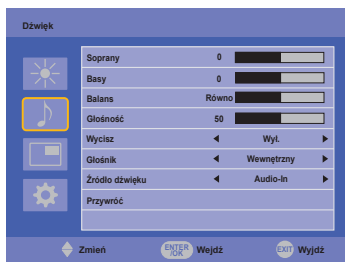 Dźwięk
Soprany 0
Basy 0
Balans Równo
Głośność 50
Wycisz Wył.
Głośnik Wewnętrzny
Źródło dźwięku Audio-In
Przywróć
Zmień ENTER /OK Wejdź EXIT Wyjdź